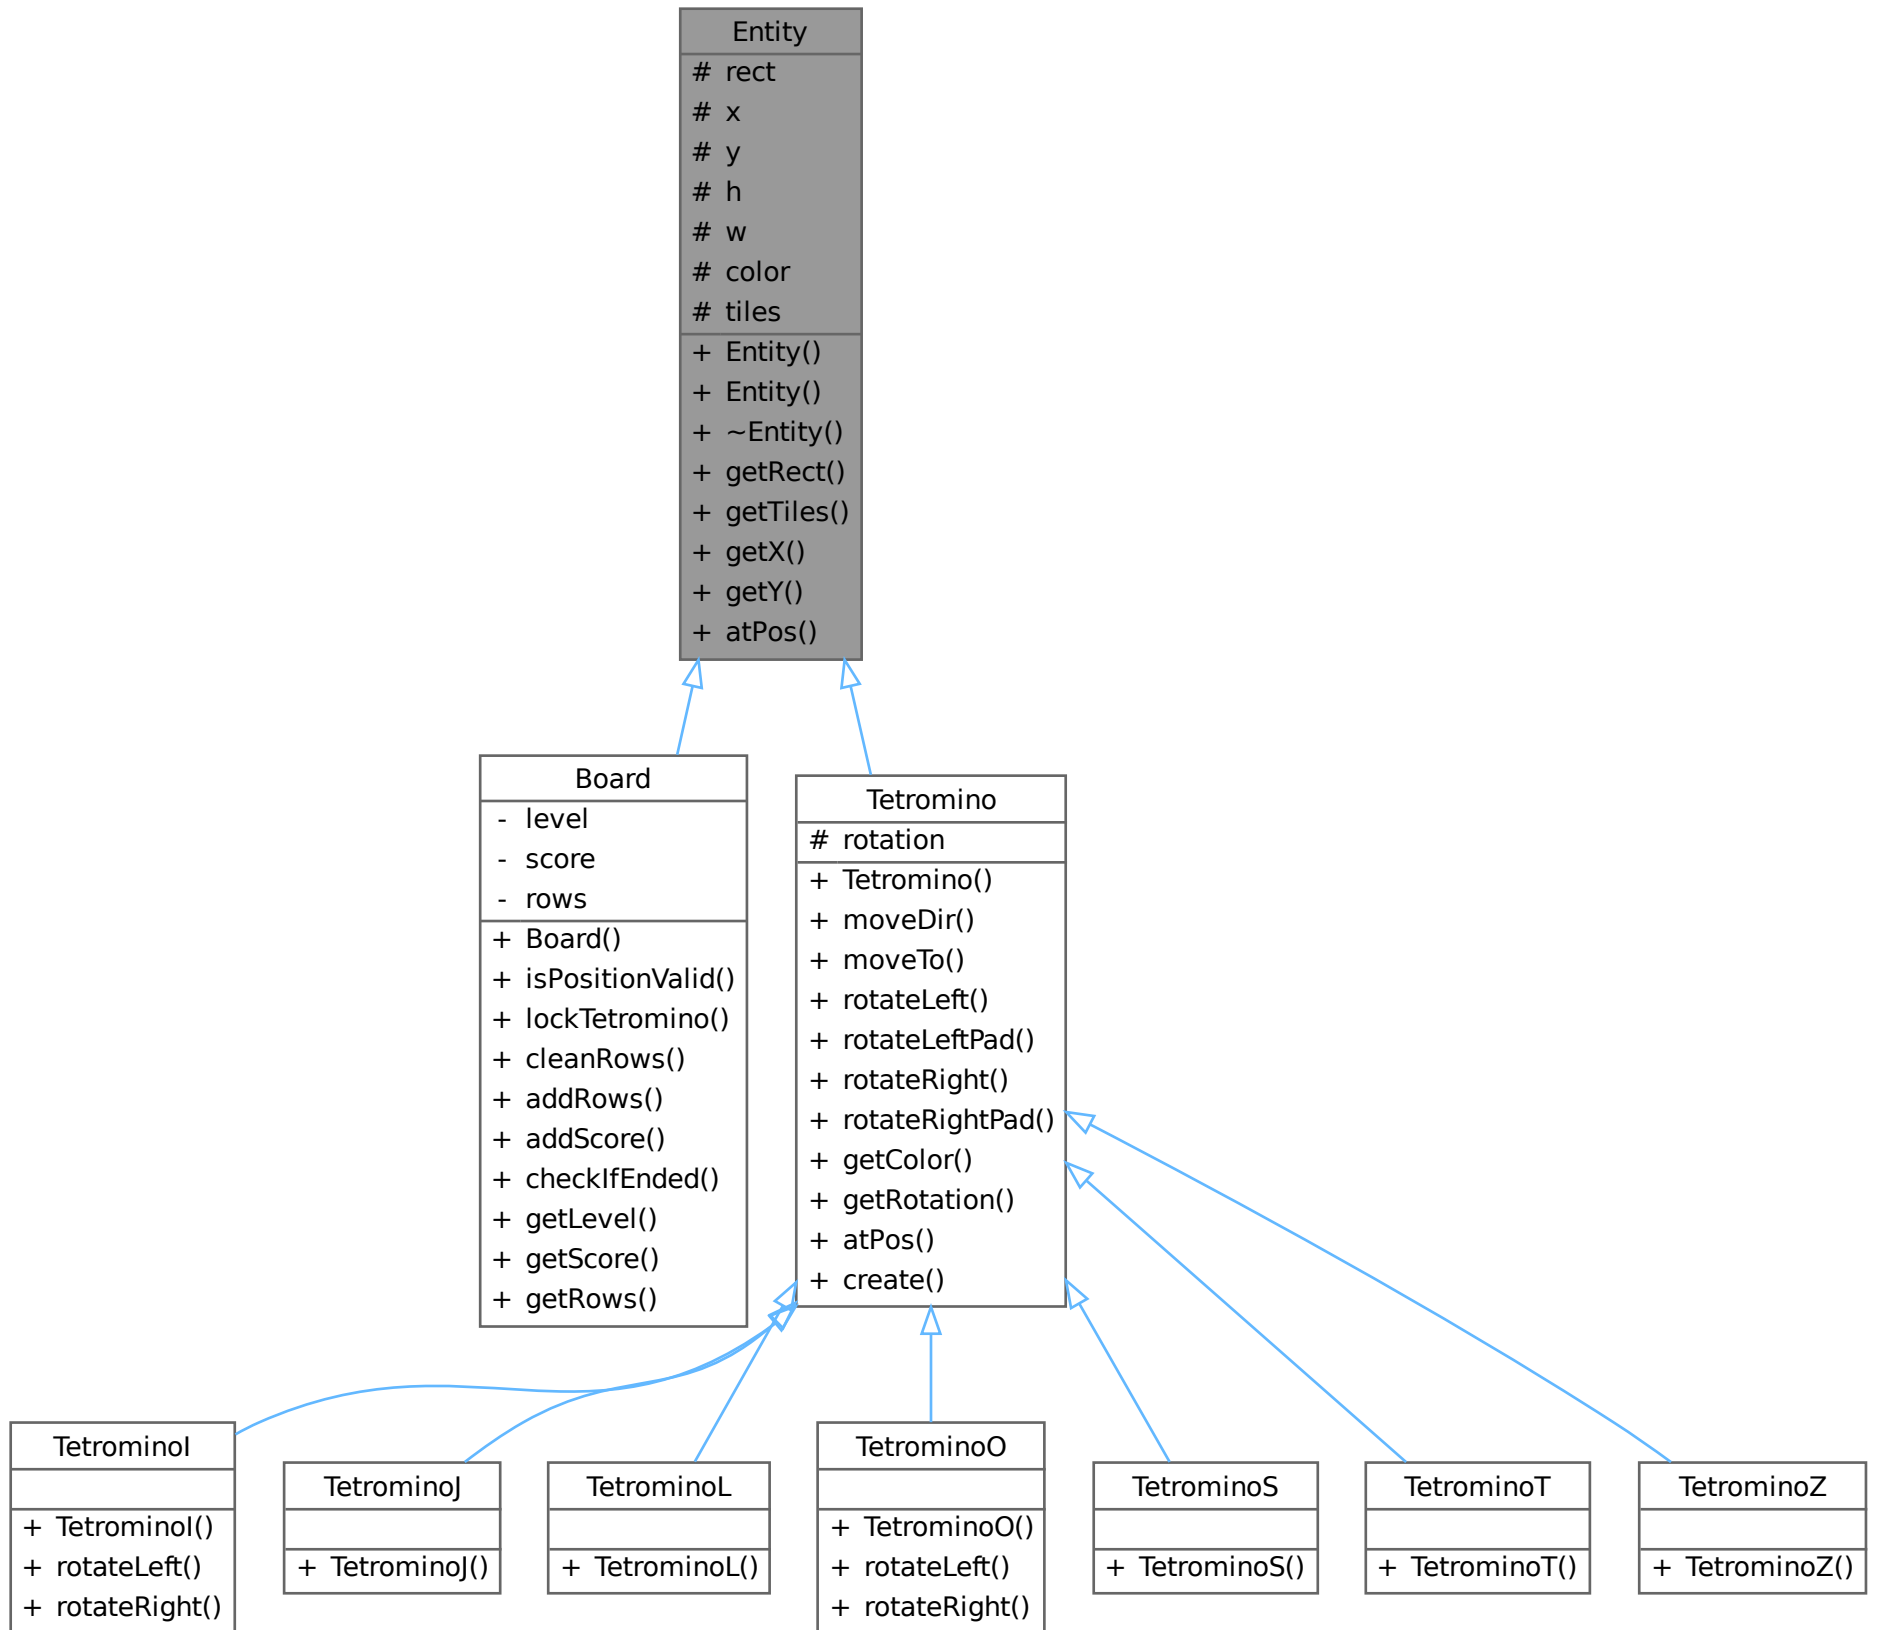 Entity
# rect
# x
# y
# h
# w
# color
# tiles
+ Entity()
+ Entity()
+ ~Entity()
+ getRect()
+ getTiles()
+ getX()
+ getY()
+ atPos()
Board
- level
- score
- rows
+ Board()
+ isPositionValid()
+ lockTetromino()
+ cleanRows()
+ addRows()
+ addScore()
+ checkIfEnded()
+ getLevel()
+ getScore()
+ getRows()
Tetromino
# rotation
+ Tetromino()
+ moveDir()
+ moveTo()
+ rotateLeft()
+ rotateLeftPad()
+ rotateRight()
+ rotateRightPad()
+ getColor()
+ getRotation()
+ atPos()
+ create()
TetrominoI
+ TetrominoI()
+ rotateLeft()
+ rotateRight()
TetrominoJ
+ TetrominoJ()
TetrominoL
+ TetrominoL()
TetrominoO
+ TetrominoO()
+ rotateLeft()
+ rotateRight()
TetrominoS
+ TetrominoS()
TetrominoT
+ TetrominoT()
TetrominoZ
+ TetrominoZ()